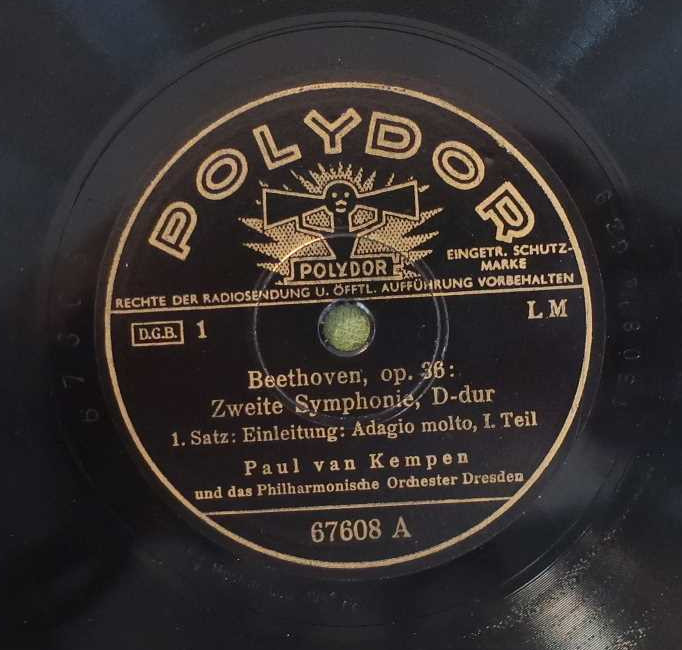 POLYDOR
POLYDOR
EINGETR. SCHUTZ-
MARKE
RECHTE DER RADIOSENDUNG U. ÖFFTL. AUFFÜHRUNG VORBEHALTEN
D.G.B. 1
L M
Beethoven, op. 36:
Zweite Symphonie, D-dur
1. Satz: Einleitung: Adagio molto, I. Teil
Paul van Kempen
und das Philharmonische Orchester Dresden
67608 A